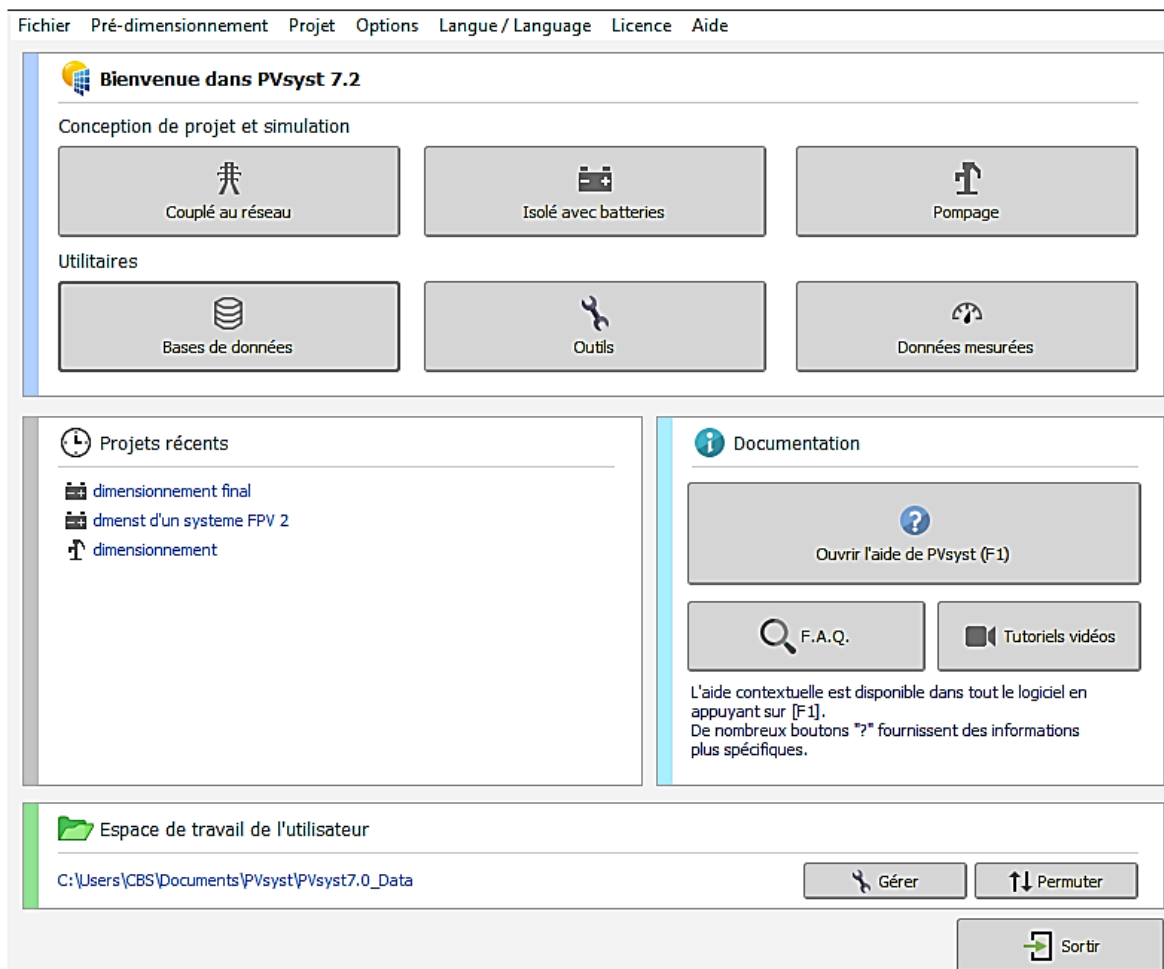 Fichier Pré-dimensionnement Projet Options Langue / Language Licence Aide
Bienvenue dans PVsyst 7.2
Conception de projet et simulation
Couplé au réseau
Isolé avec batteries
Pompage
Utilitaires
Bases de données
Outils
Données mesurées
Projets récents
dimensionnement final
dmenst d'un systeme FPV 2
dimensionnement
Documentation
Ouvrir l'aide de PVsyst (F1)
F.A.Q.
Tutoriels vidéos
L'aide contextuelle est disponible dans tout le logiciel en
appuyant sur [F1].
De nombreux boutons "?" fournissent des informations
plus spécifiques.
Espace de travail de l'utilisateur
C:\Users\CBS\Documents\PVsyst\PVsyst7.0_Data
Gérer
Permuter
Sortir